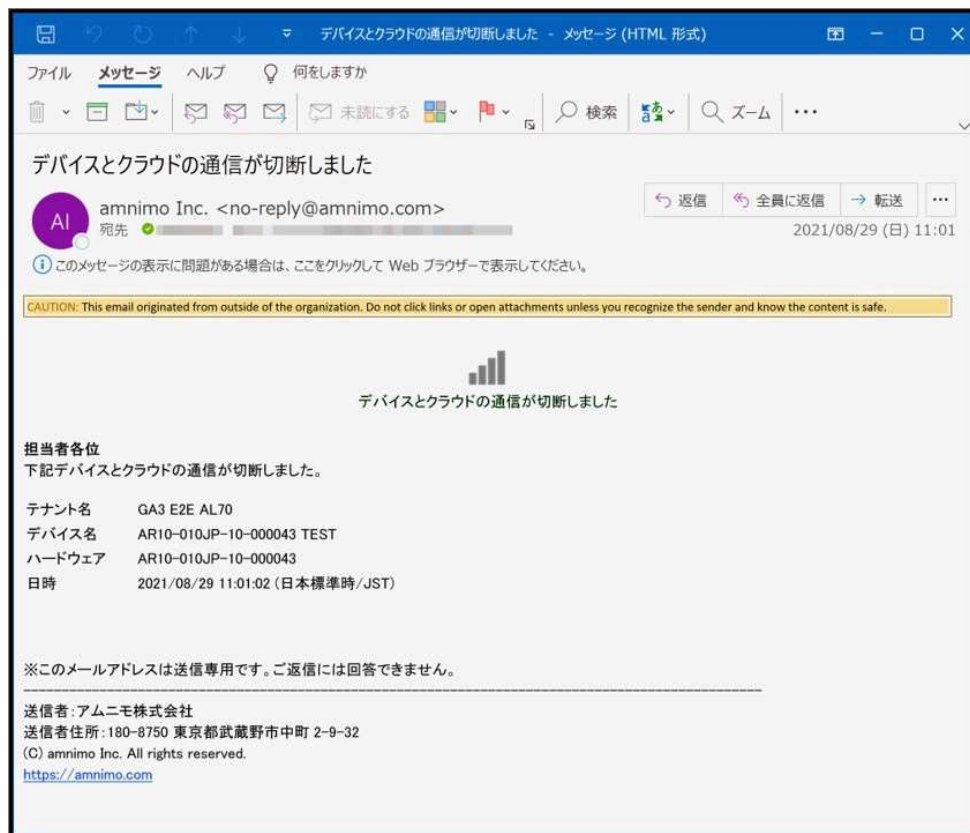 デバイスとクラウドの通信が切断しました - メッセージ (HTML 形式)
ファイル メッセージ ヘルプ 何をしますか
未読にする 検索 ズーム
デバイスとクラウドの通信が切断しました
AI
amnimo Inc. <no-reply@amnimo.com>
宛先
返信 全員に返信 転送
2021/08/29 (日) 11:01
このメッセージの表示に問題がある場合は、ここをクリックして Web ブラウザーで表示してください。
CAUTION: This email originated from outside of the organization. Do not click links or open attachments unless you recognize the sender and know the content is safe.
デバイスとクラウドの通信が切断しました
担当者各位
下記デバイスとクラウドの通信が切断しました。
テナント名 GA3 E2E AL70
デバイス名 AR10-010JP-10-000043 TEST
ハードウェア AR10-010JP-10-000043
日時 2021/08/29 11:01:02 (日本標準時/JST)
※このメールアドレスは送信専用です。ご返信には回答できません。
送信者:アムニモ株式会社
送信者住所:180-8750 東京都武蔵野市中町 2-9-32
(C) amnimo Inc. All rights reserved.
https://amnimo.com